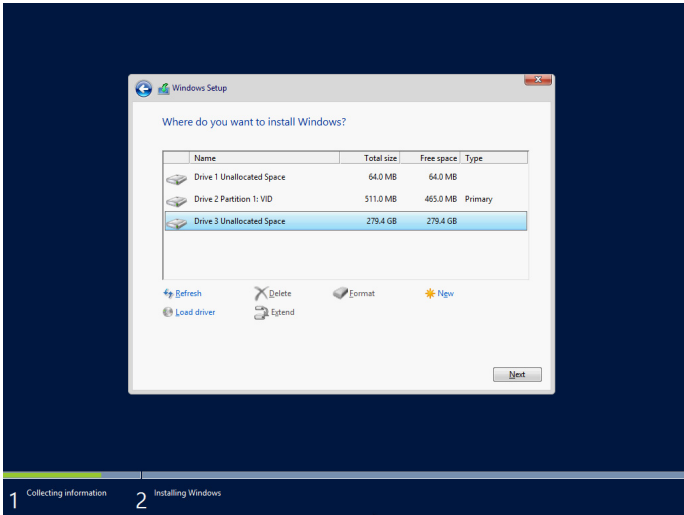 Windows Setup
x
Where do you want to install Windows?
Name Total size Free space Type
Drive 1 Unallocated Space 64.0 MB 64.0 MB
Drive 2 Partition 1: VID 511.0 MB 465.0 MB Primary
Drive 3 Unallocated Space 279.4 GB 279.4 GB
Refresh Delete Format New
Load driver Extend
Next
1 Collecting information 2 Installing Windows